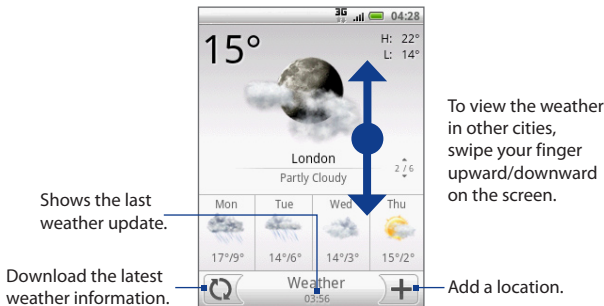 3G
04:28
15°
H: 22°
L: 14°
London
Partly Cloudy
2 / 6
To view the weather
in other cities,
swipe your finger
upward/downward
on the screen.
Mon Tue Wed Thu
17°/9° 14°/6° 14°/3° 15°/2°
Shows the last
weather update.
Download the latest
weather information.
Weather
03:56
Add a location.